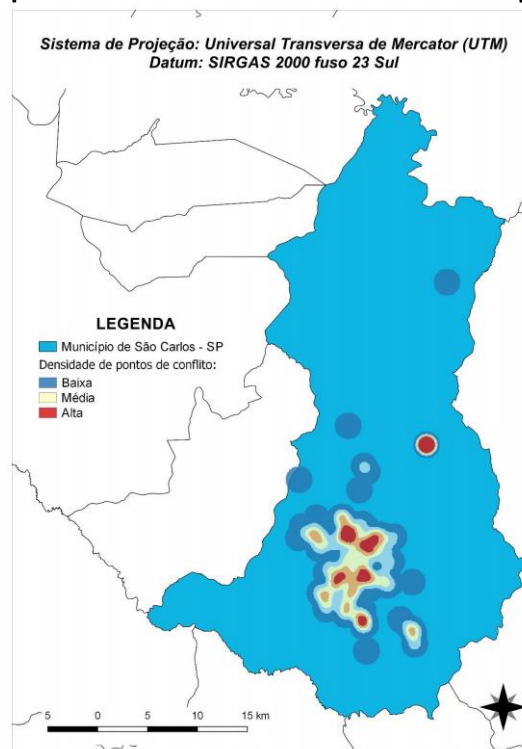 Sistema de Projeção: Universal Transversa de Mercator (UTM)
Datum: SIRGAS 2000 fuso 23 Sul
LEGENDA
Município de São Carlos - SP
Densidade de pontos de conflito:
Baixa
Média
Alta
5 0 5 10 15 km